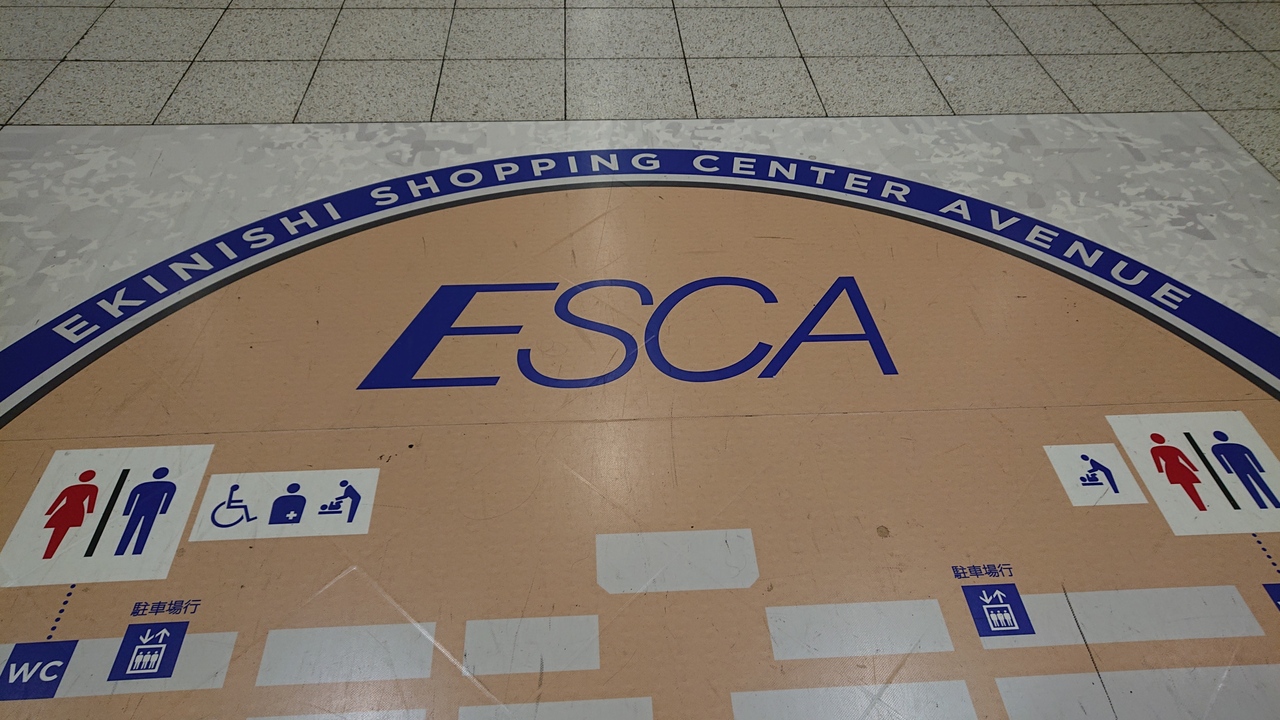 EKINISHI SHOPPING CENTER AVENUE
ESCA
駐車場行
駐車場行
WC